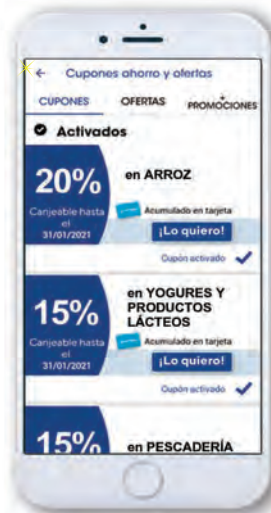 ← Cupones ahorro y ofertas
CUPONES OFERTAS + PROMOCIONES
Activados
20%
en ARROZ
Canjeable hasta
el
31/01/2021
Acumulado en tarjeta
¡Lo quiero!
Cupón activado
15%
en YOGURES Y
PRODUCTOS
LÁCTEOS
Canjeable hasta
el
31/01/2021
Acumulado en tarjeta
¡Lo quiero!
Cupón activado
15%
en PESCADERÍA